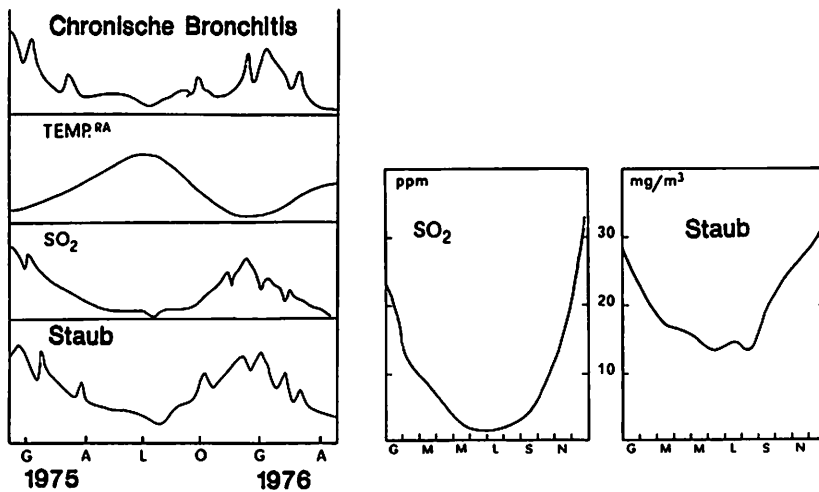 Chronische Bronchitis
TEMP.RA
SO2
Staub
G A L O G A
1975 1976
ppm
SO2
G M M L S N
mg/m3
Staub
30
20
10
G M M L S N